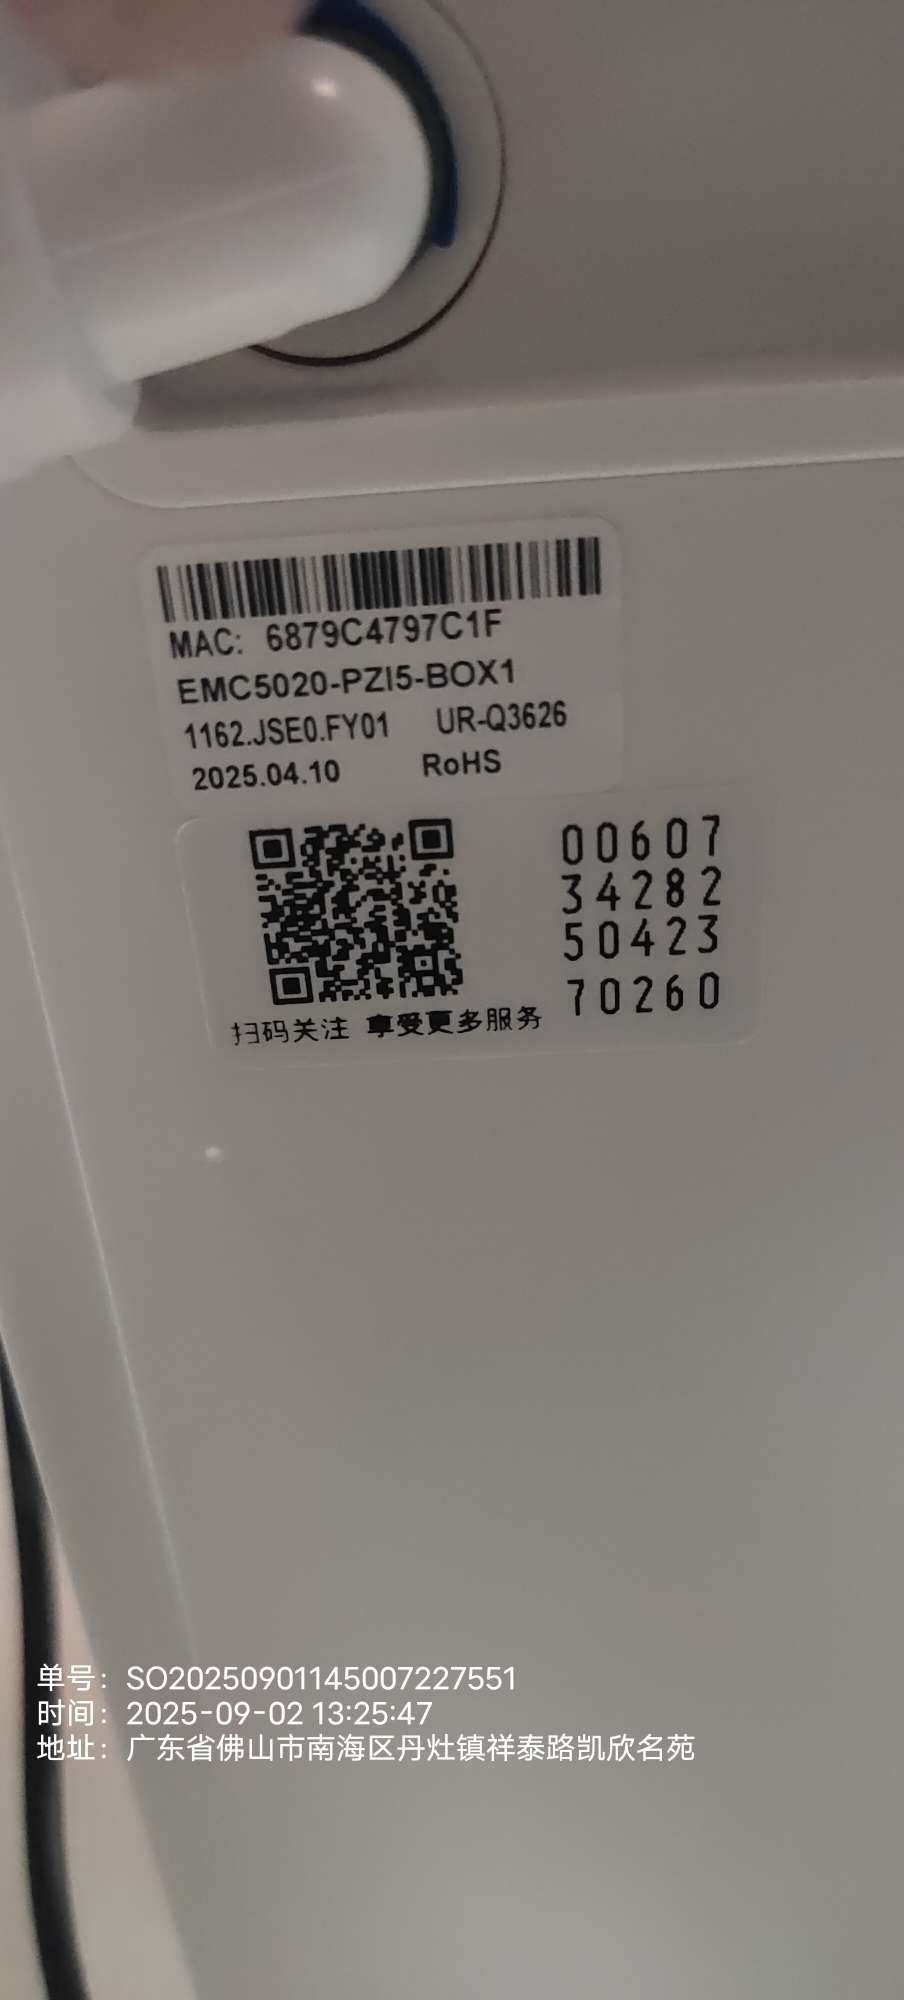 MAC: 6879C4797C1F
EMC5020-PZI5-BOX1
1162.JSE0.FY01 UR-Q3626
2025.04.10 RoHS
00607
34282
50423
70260
扫码关注 享受更多服务
单号：SO20250901145007227551
时间：2025-09-02 13:25:47
地址：广东省佛山市南海区丹灶镇祥泰路凯欣名苑